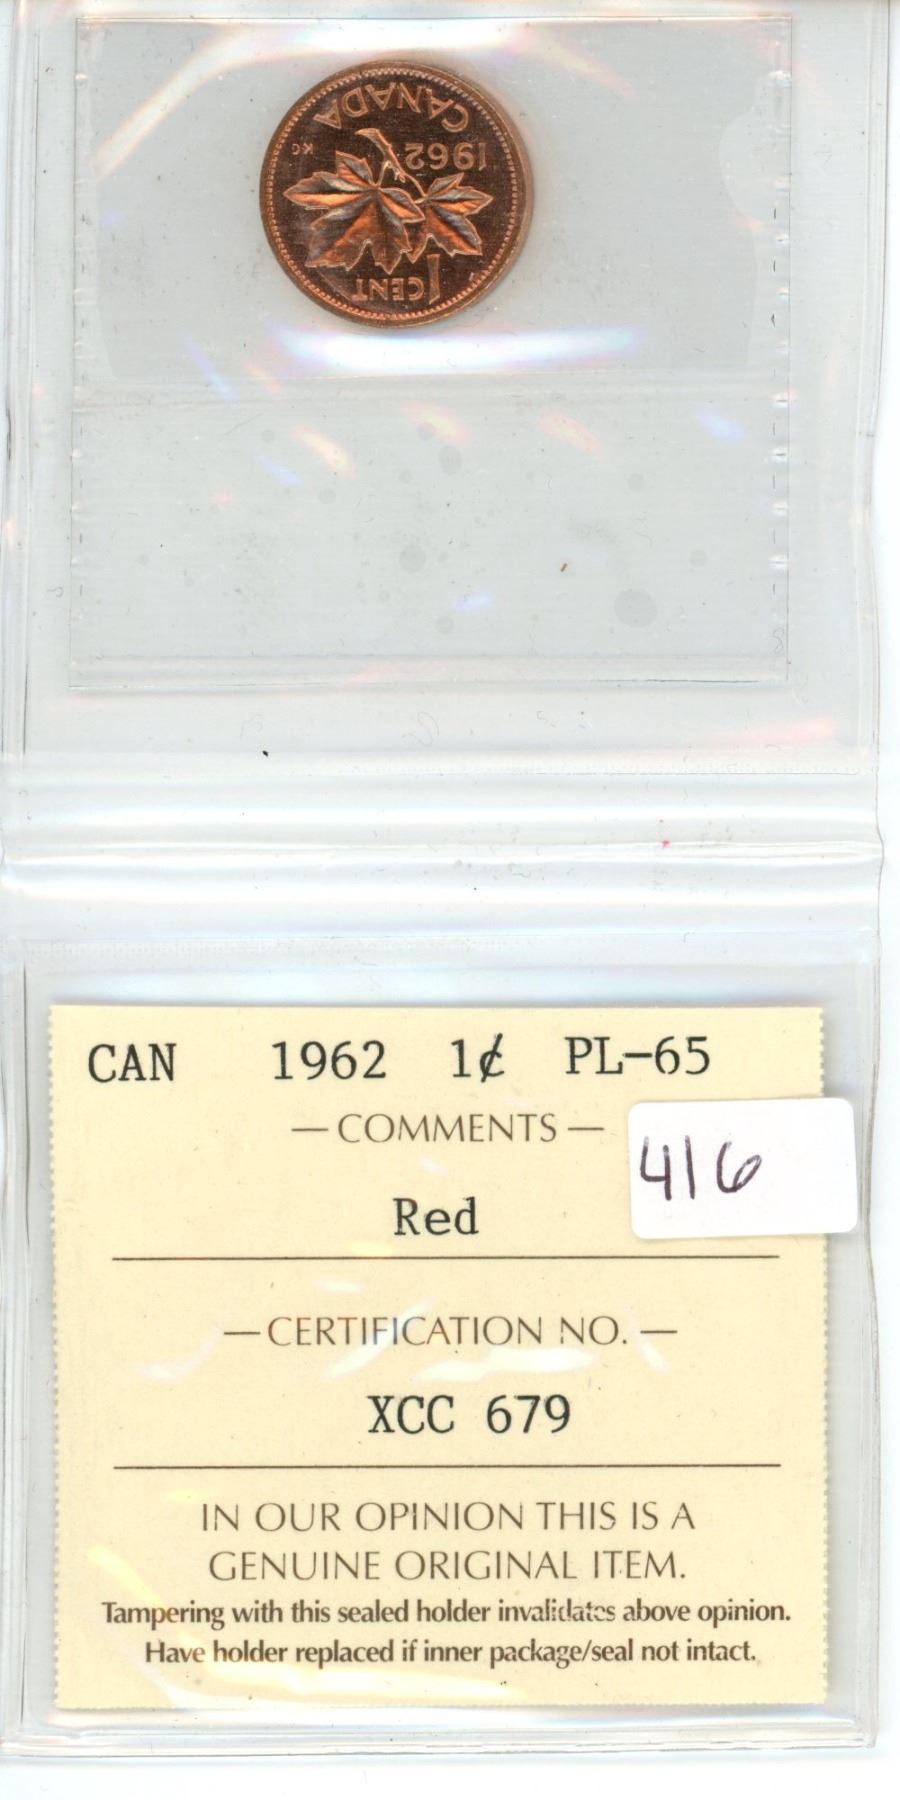 CANADA
1962
KC
1 CENT
CAN 1962 1¢ PL-65
— COMMENTS —
416
Red
— CERTIFICATION NO. —
XCC 679
IN OUR OPINION THIS IS A
GENUINE ORIGINAL ITEM.
Tampering with this sealed holder invalidates above opinion.
Have holder replaced if inner package/seal not intact.